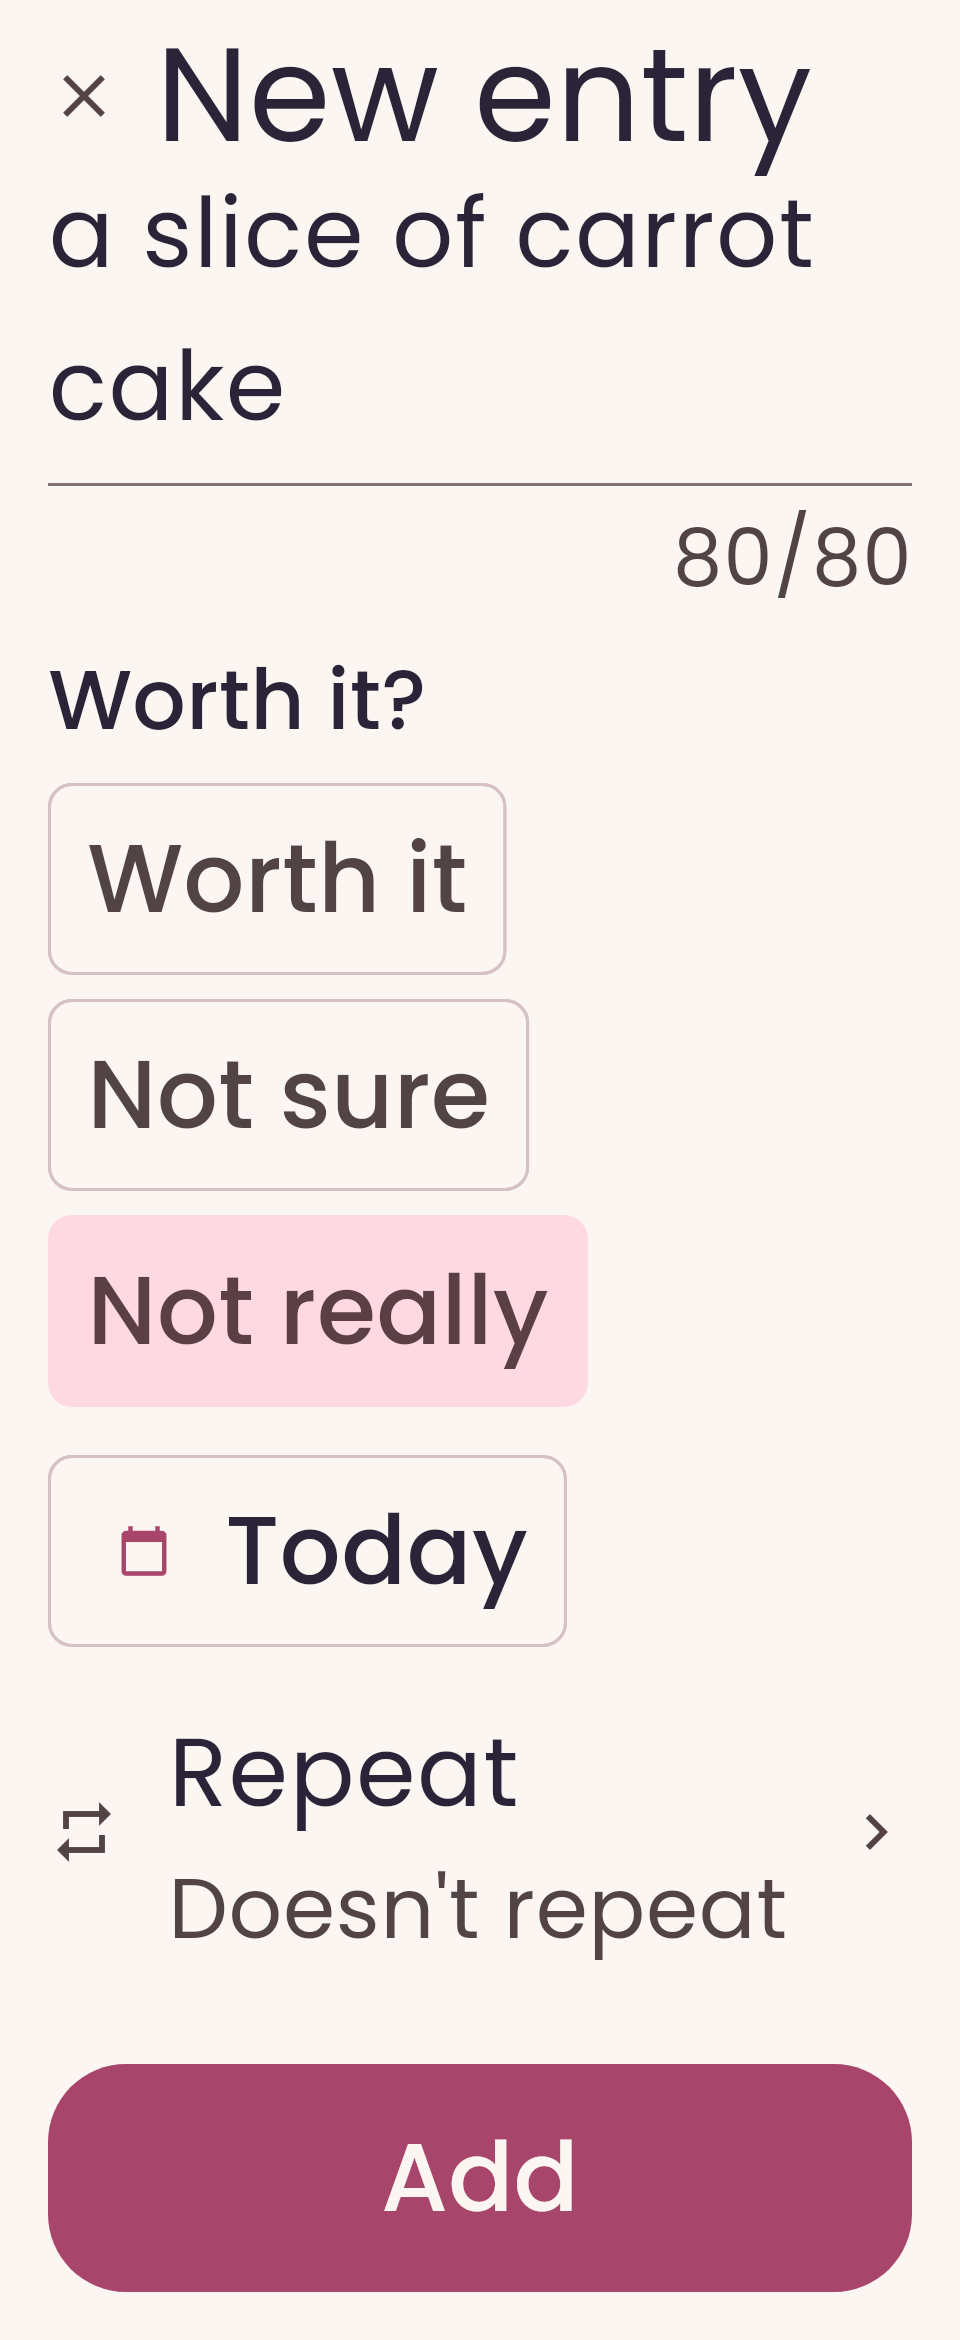 New entry
a slice of carrot
cake
80/80
Worth it?
Worth it
Not sure
Not really
Today
Repeat
Doesn't repeat
Add